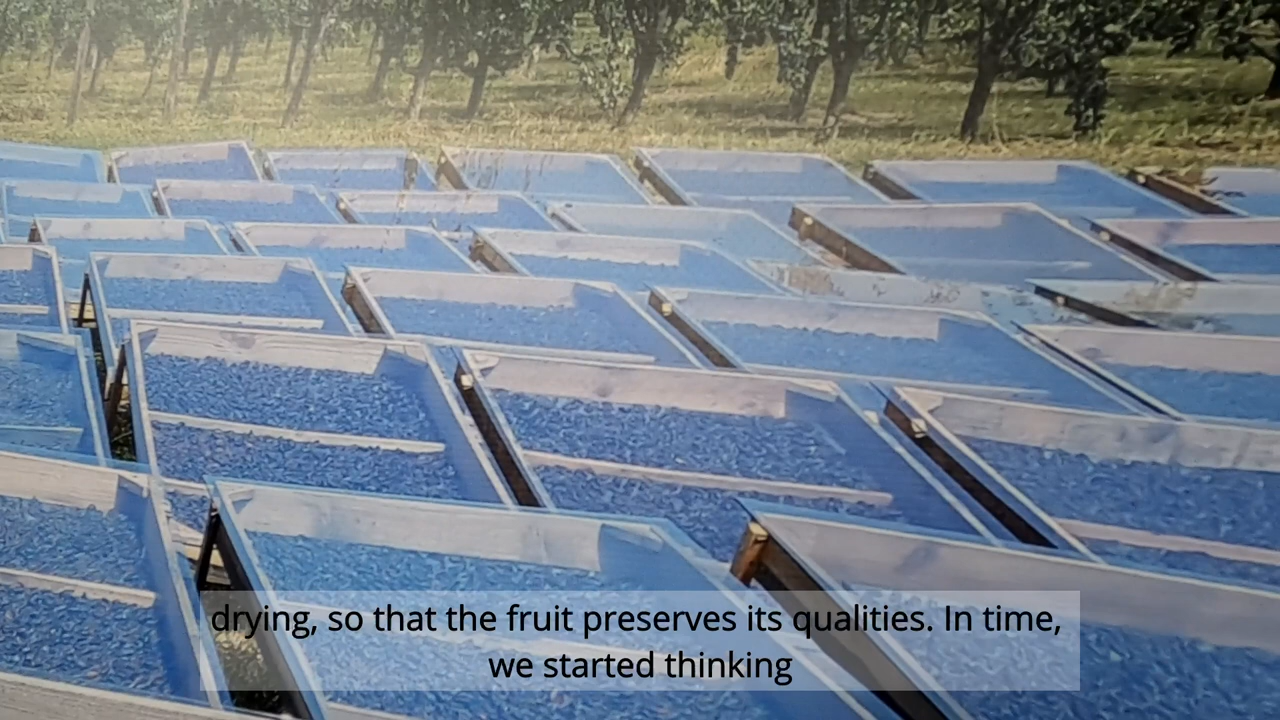 drying, so that the fruit preserves its qualities. In time,
we started thinking